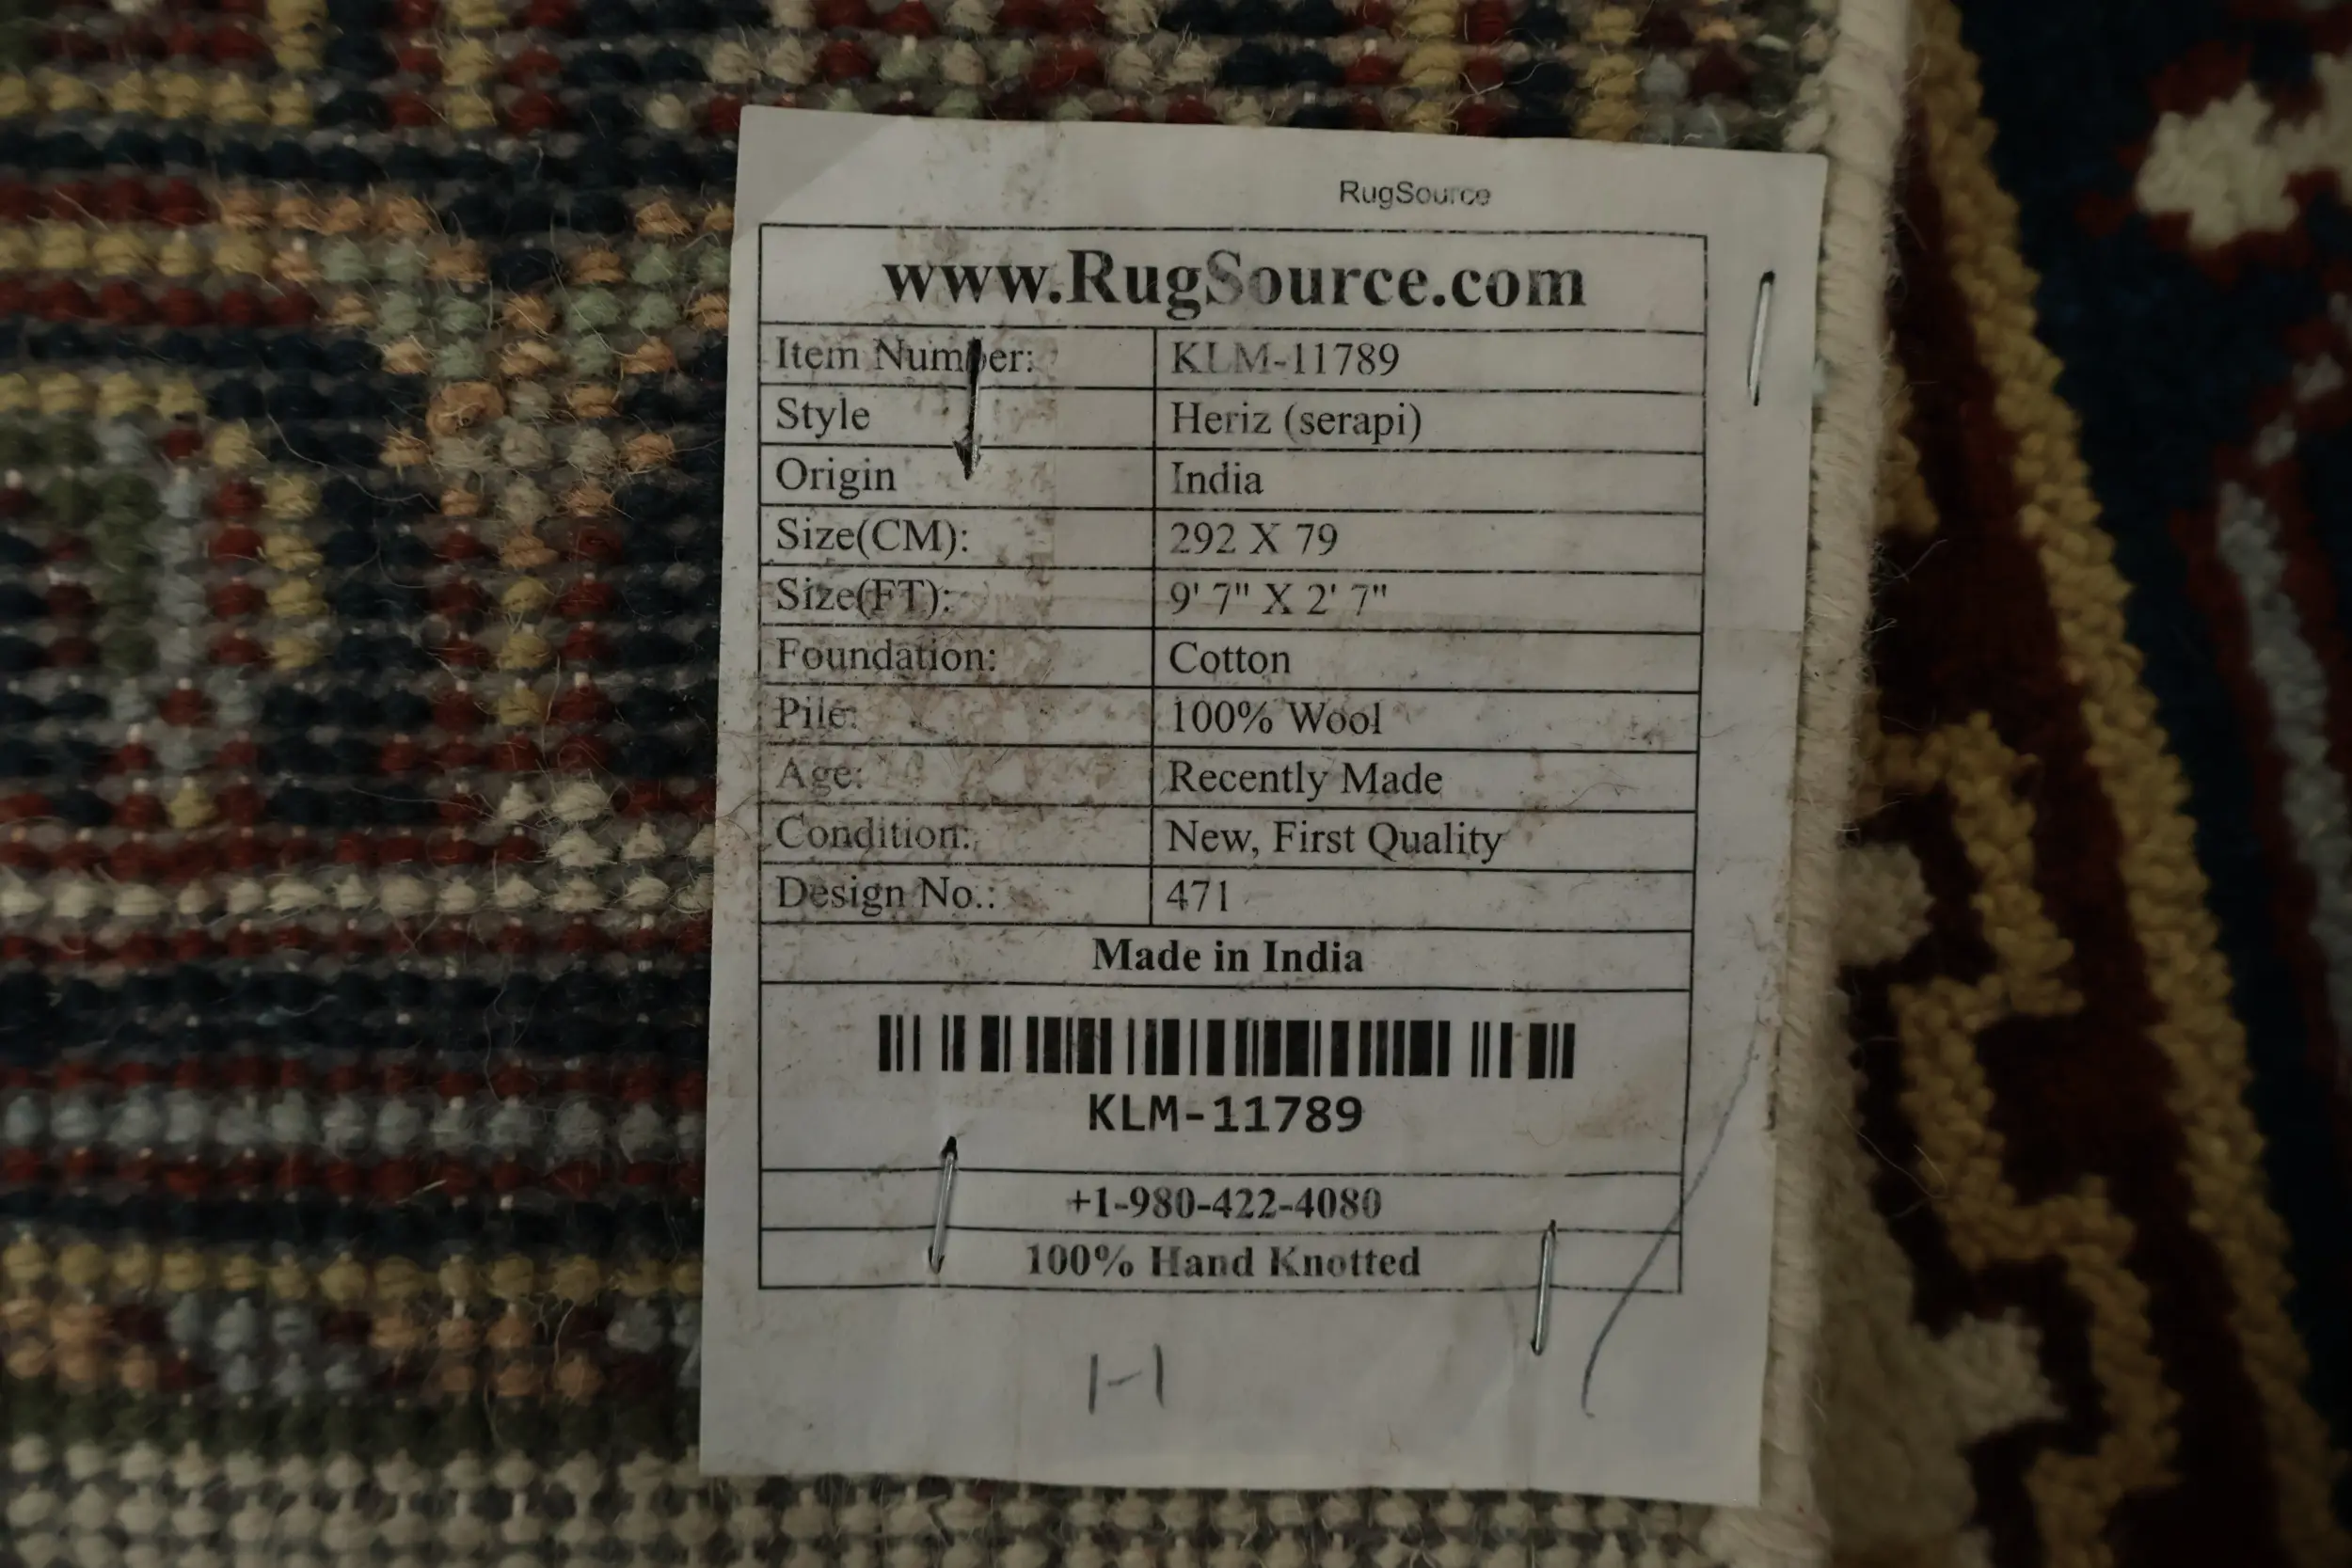 RugSource
www.RugSource.com
Item Number: KLM-11789
Style Heriz (serapi)
Origin India
Size(CM): 292 X 79
Size(FT): 9' 7" X 2' 7"
Foundation: Cotton
Pile: 100% Wool
Age: Recently Made
Condition: New, First Quality
Design No.: 471
Made in India
KLM-11789
+1-980-422-4080
100% Hand Knotted
1-1